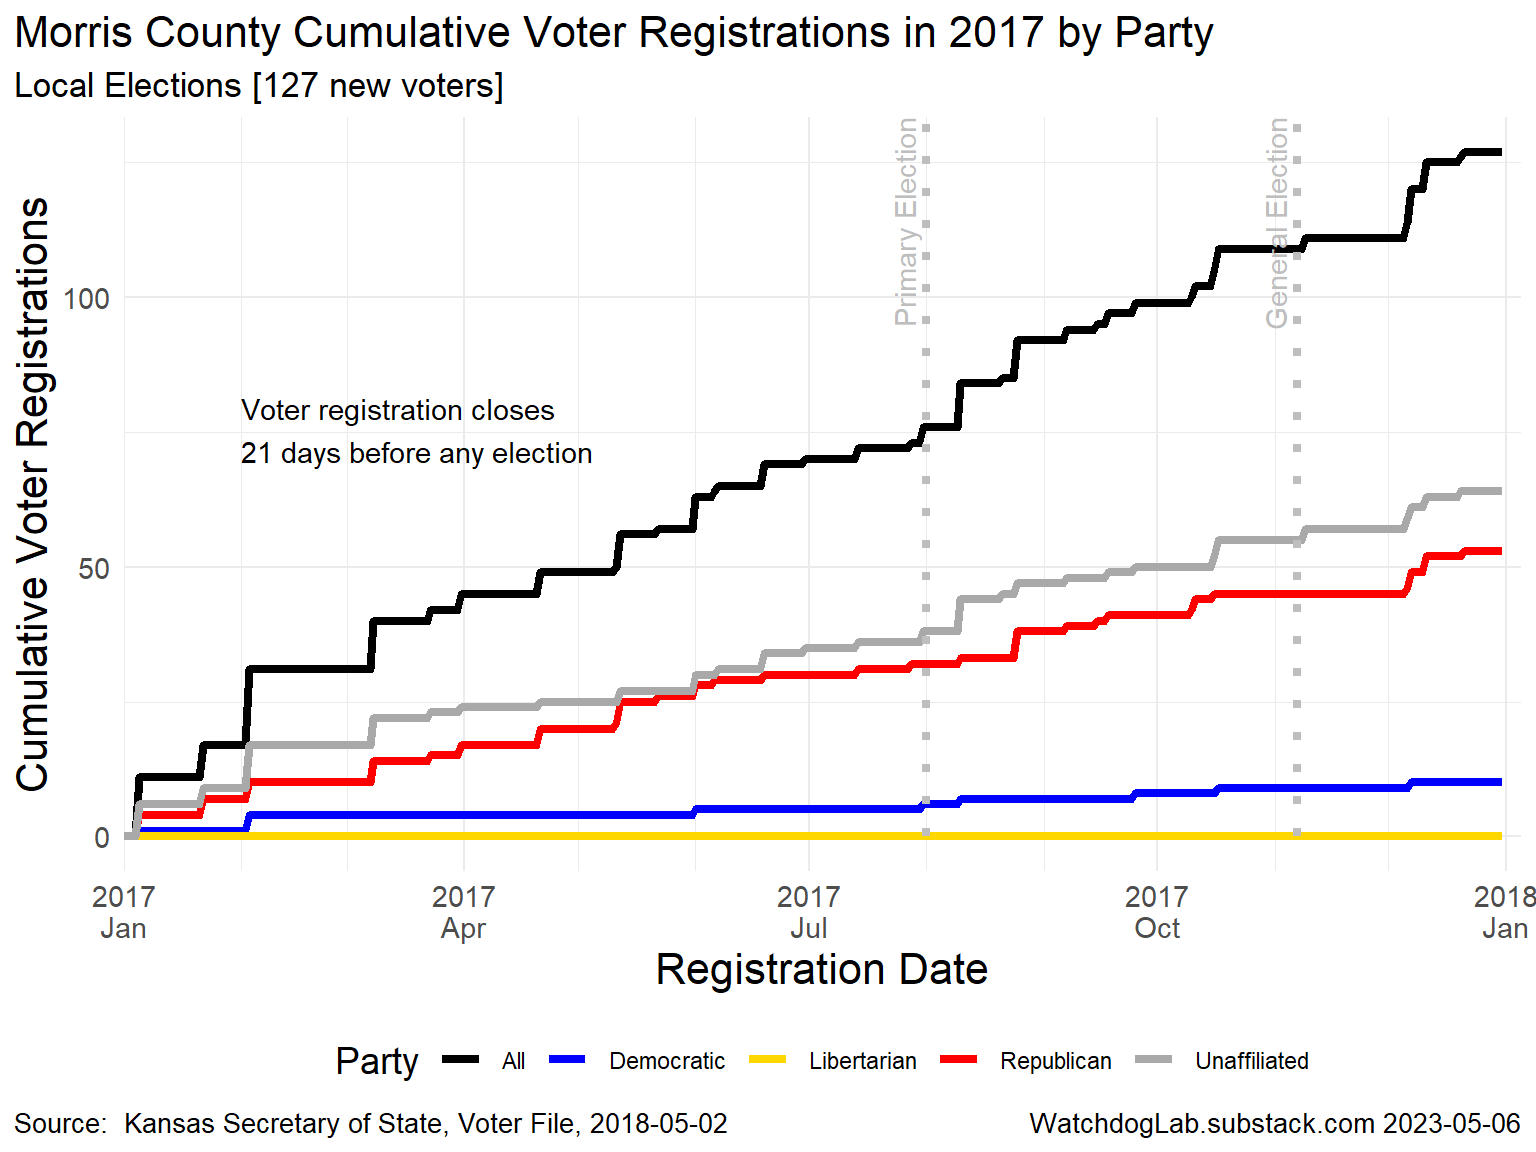 Morris County Cumulative Voter Registrations in 2017 by Party
Local Elections [127 new voters]
Cumulative Voter Registrations
100
50
0
Primary Election
General Election
Voter registration closes
21 days before any election
2017 2017 2017 2017 2018
Jan Apr Jul Oct Jan
Registration Date
Party All Democratic Libertarian Republican Unaffiliated
Source:  Kansas Secretary of State, Voter File, 2018-05-02
WatchdogLab.substack.com 2023-05-06